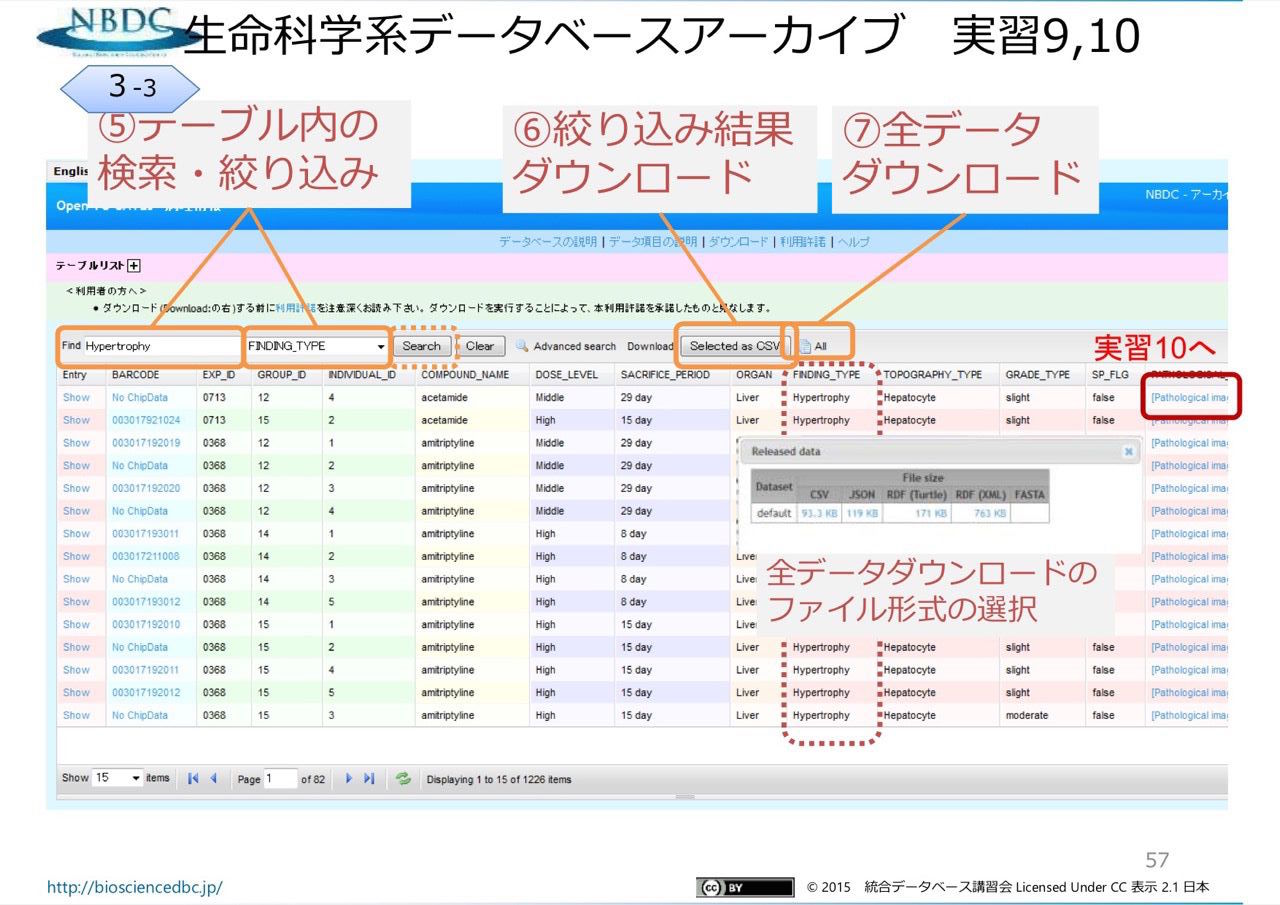 NBDC
生命科学系データベースアーカイブ　実習9,10
3 -3
⑤テーブル内の
検索・絞り込み
⑥絞り込み結果
ダウンロード
⑦全データ
ダウンロード
データベースの説明 | データ項目の説明 | ダウンロード | 利用許諾 | ヘルプ
テーブルリスト +
＜利用者の方へ＞
● ダウンロード(Download:の右)する前に利用許諾を注意深くお読み下さい。ダウンロードを実行することによって、本利用許諾を承諾したものと見なします。
Find Hypertrophy FINDING_TYPE Search Clear Advanced search Download Selected as CSV All
実習10へ
Entry BARCODE EXP_ID GROUP_ID INDIVIDUAL_ID COMPOUND_NAME DOSE_LEVEL SACRIFICE_PERIOD ORGAN FINDING_TYPE TOPOGRAPHY_TYPE GRADE_TYPE SP_FLG
Show No ChipData 0713 12 4 acetamide Middle 29 day Liver Hypertrophy Hepatocyte slight false [Pathological ima
Show 003017921024 0713 15 2 acetamide High 15 day Liver Hypertrophy Hepatocyte slight false [Pathological ima
Show 003017192019 0368 12 1 amitriptyline Middle 29 day [Pathological ima
Show No ChipData 0368 12 2 amitriptyline Middle 29 day [Pathological ima
Show 003017192020 0368 12 3 amitriptyline Middle 29 day [Pathological ima
Show No ChipData 0368 12 4 amitriptyline Middle 29 day [Pathological ima
Show 003017193011 0368 14 1 amitriptyline High 8 day [Pathological ima
Show 003017211008 0368 14 2 amitriptyline High 8 day Liver [Pathological ima
Show No ChipData 0368 14 3 amitriptyline High 8 day Liver [Pathological ima
Show 003017193012 0368 14 5 amitriptyline High 8 day Liver [Pathological ima
Show 003017192010 0368 15 1 amitriptyline High 15 day Liver [Pathological ima
Show No ChipData 0368 15 2 amitriptyline High 15 day Liver Hypertrophy Hepatocyte slight false [Pathological ima
Show 003017192011 0368 15 4 amitriptyline High 15 day Liver Hypertrophy Hepatocyte slight false [Pathological ima
Show 003017192012 0368 15 5 amitriptyline High 15 day Liver Hypertrophy Hepatocyte slight false [Pathological ima
Show No ChipData 0368 15 3 amitriptyline High 15 day Liver Hypertrophy Hepatocyte moderate false [Pathological ima
Released data
Dataset File size
CSV JSON RDF (Turtle) RDF (XML) FASTA
default 93.3 KB 119 KB 171 KB 763 KB
全データダウンロードの
ファイル形式の選択
Show 15 items Page 1 of 82 Displaying 1 to 15 of 1226 items
57
http://biosciencedbc.jp/
cc BY © 2015　統合データベース講習会 Licensed Under CC 表示 2.1 日本